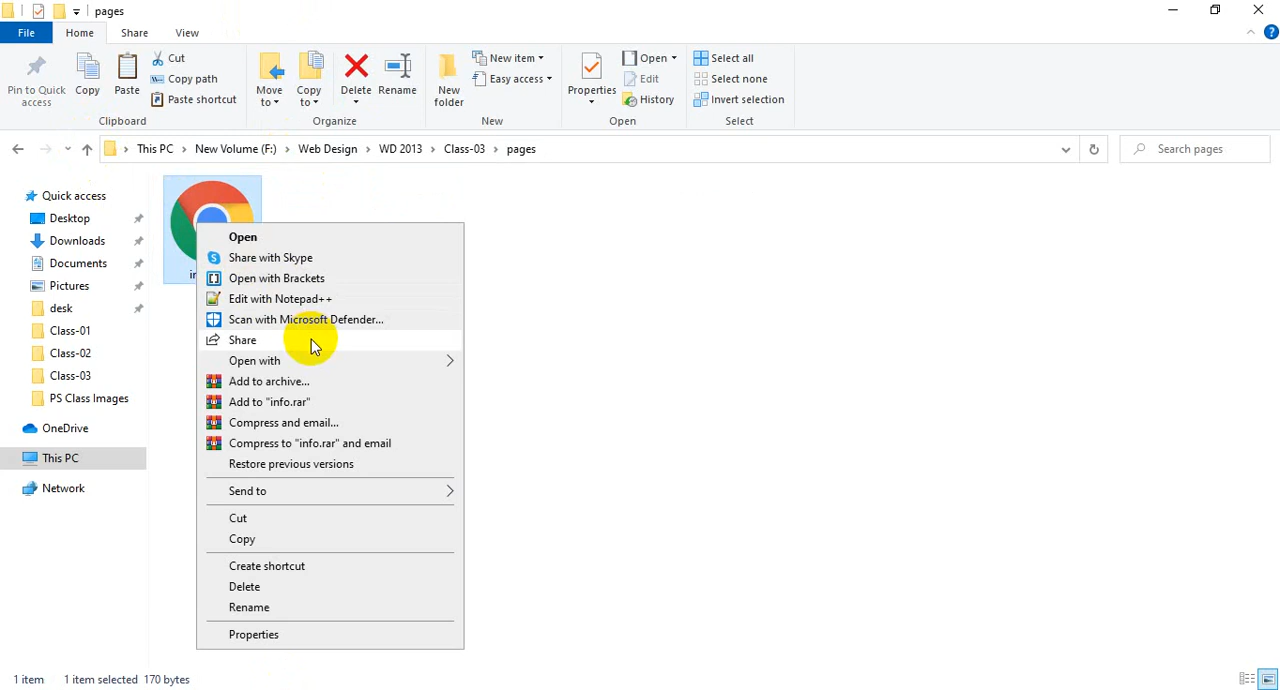 pages
File
Home
Share
View
Pin to Quick
access
Copy
Paste
Cut
Copy path
Paste shortcut
Clipboard
Move
to
Copy
to
Delete
Rename
Organize
New
folder
New item
Easy access
New
Properties
Open
Edit
History
Open
Select all
Select none
Invert selection
Select
This PC
New Volume (F:)
Web Design
WD 2013
Class-03
pages
Search pages
Quick access
Desktop
Downloads
Documents
Pictures
desk
Class-01
Class-02
Class-03
PS Class Images
OneDrive
This PC
Network
Open
Share with Skype
Open with Brackets
Edit with Notepad++
Scan with Microsoft Defender...
Share
Open with
Add to archive...
Add to "info.rar"
Compress and email...
Compress to "info.rar" and email
Restore previous versions
Send to
Cut
Copy
Create shortcut
Delete
Rename
Properties
1 item
1 item selected 170 bytes